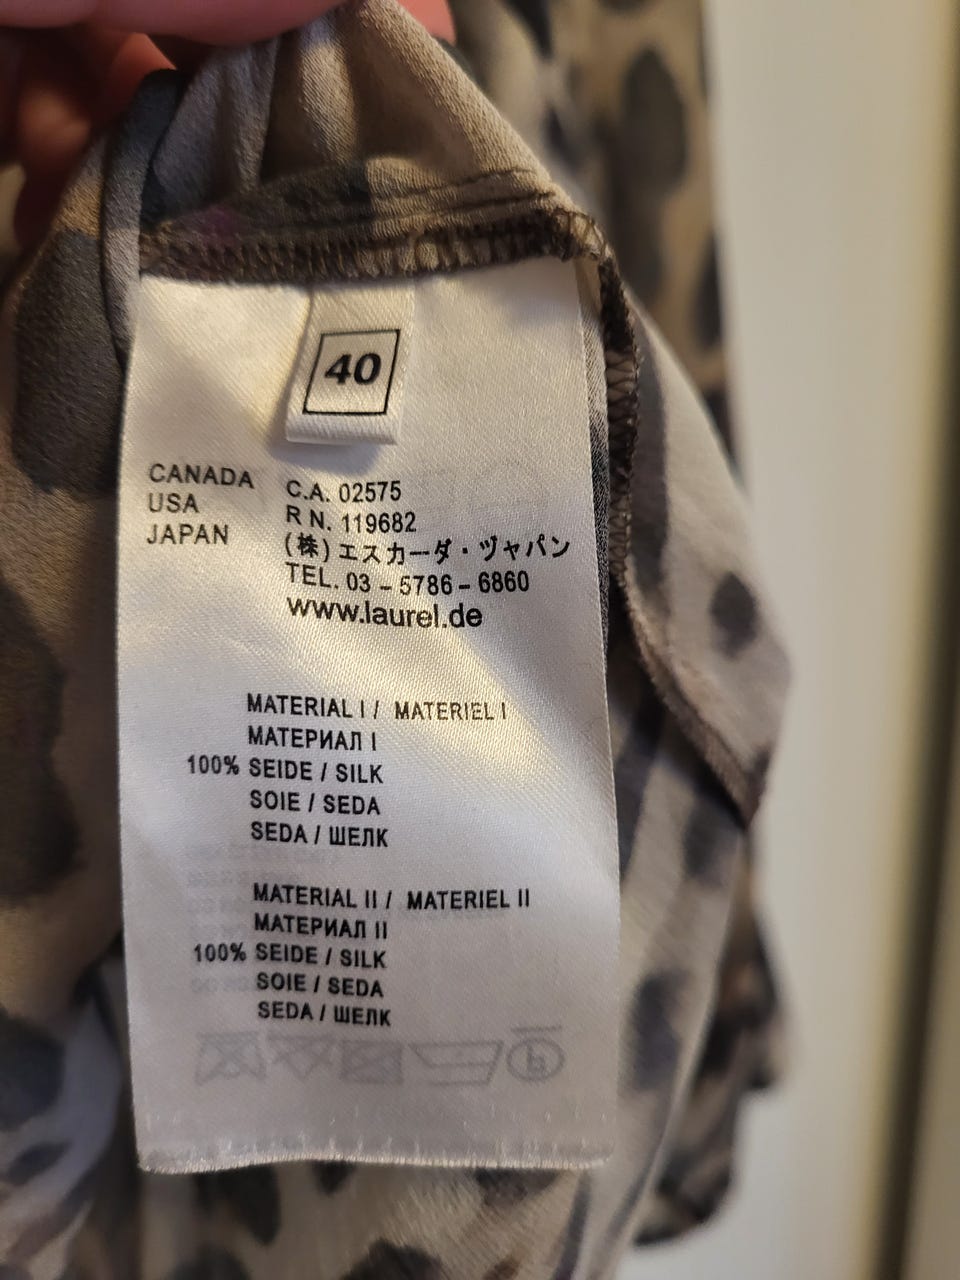 40
CANADA C.A. 02575
USA R N. 119682
JAPAN (株) エスカーダ・ヅャパン
TEL. 03 - 5786 - 6860
www.laurel.de
MATERIAL I / MATERIEL I
МАТЕРИАЛ I
100% SEIDE / SILK
SOIE / SEDA
SEDA / ШЕЛК
MATERIAL II / MATERIEL II
МАТЕРИАЛ II
100% SEIDE / SILK
SOIE / SEDA
SEDA / ШЕЛК